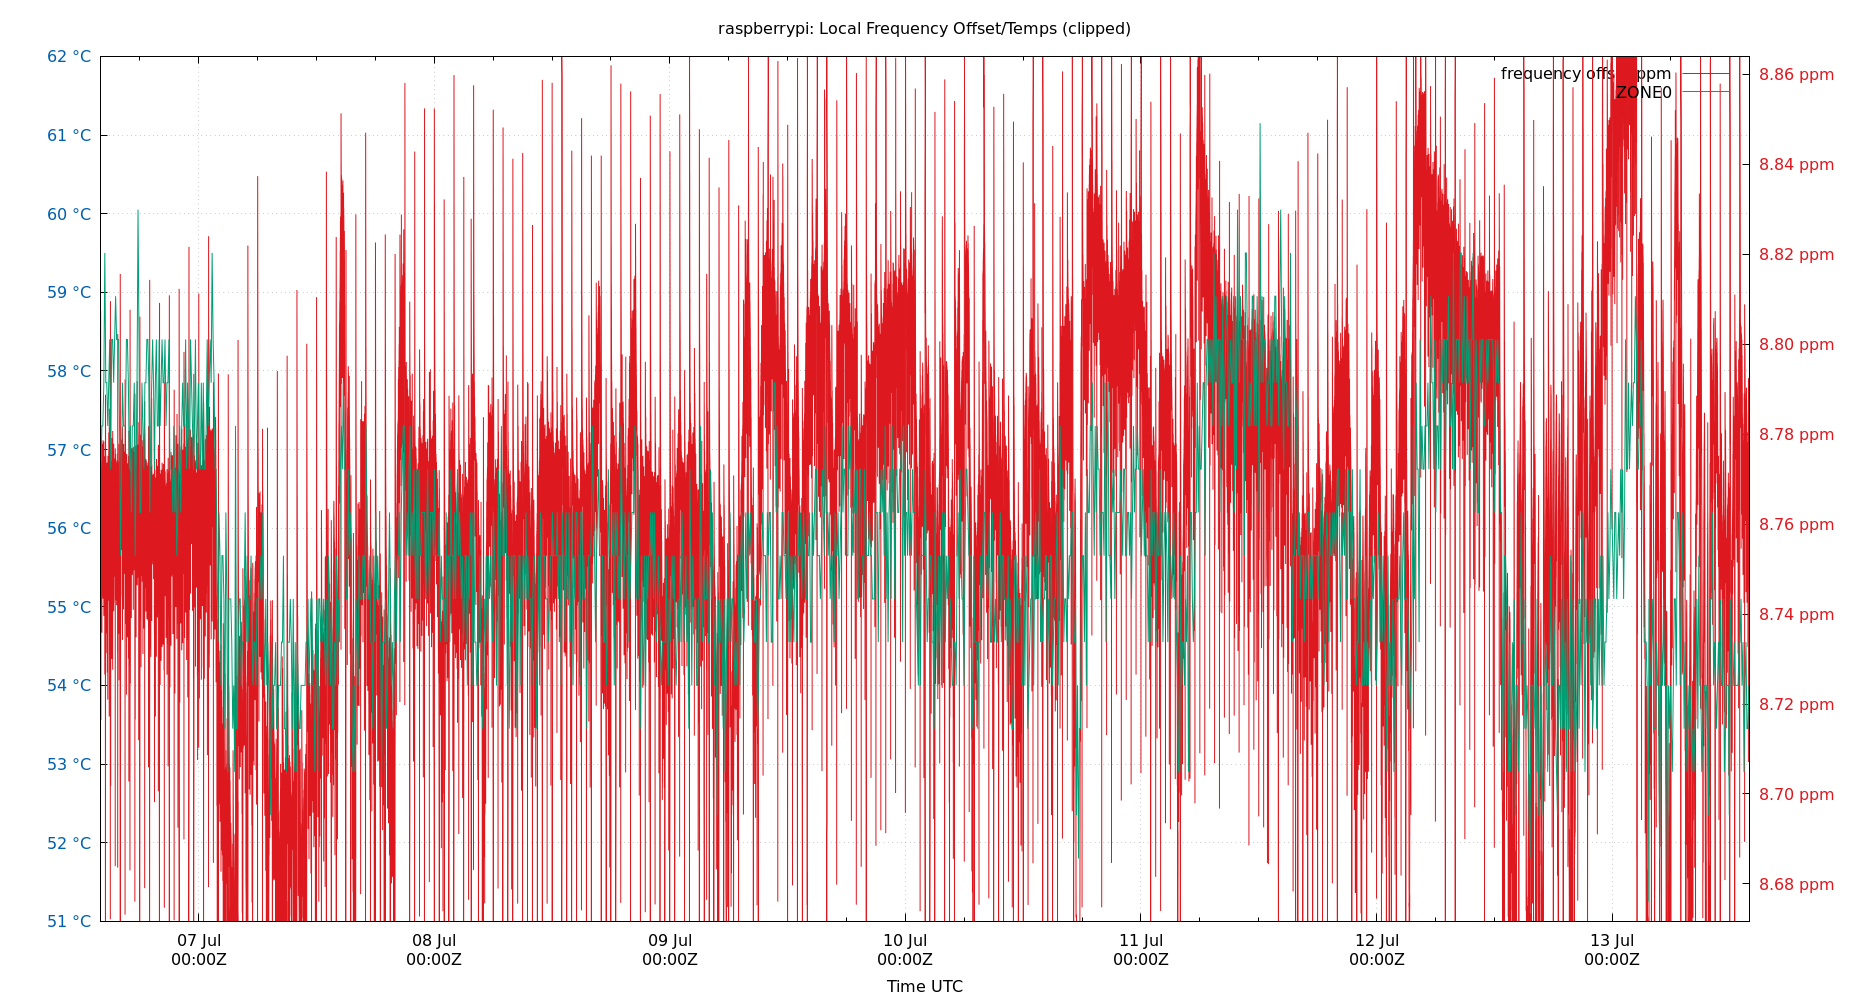 raspberrypi: Local Frequency Offset/Temps (clipped)
62 °C
61 °C
60 °C
59 °C
58 °C
57 °C
56 °C
55 °C
54 °C
53 °C
52 °C
51 °C
frequency offs ppm
ZONE0
8.86 ppm
8.84 ppm
8.82 ppm
8.80 ppm
8.78 ppm
8.76 ppm
8.74 ppm
8.72 ppm
8.70 ppm
8.68 ppm
07 Jul
00:00Z
08 Jul
00:00Z
09 Jul
00:00Z
10 Jul
00:00Z
11 Jul
00:00Z
12 Jul
00:00Z
13 Jul
00:00Z
Time UTC